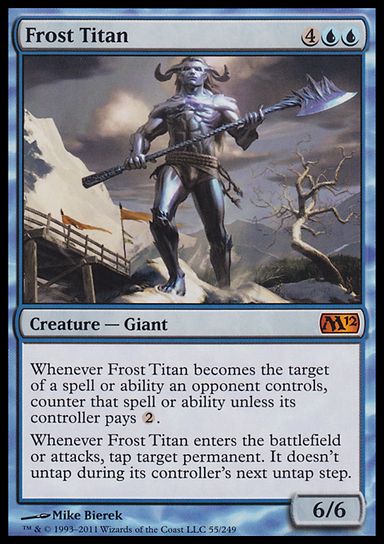 Frost Titan 4
Creature — Giant M12
Whenever Frost Titan becomes the target
of a spell or ability an opponent controls,
counter that spell or ability unless its
controller pays 2.
Whenever Frost Titan enters the battlefield
or attacks, tap target permanent. It doesn't
untap during its controller's next untap step.
6/6
Mike Bierek
™ & © 1993–2011 Wizards of the Coast LLC 55/249